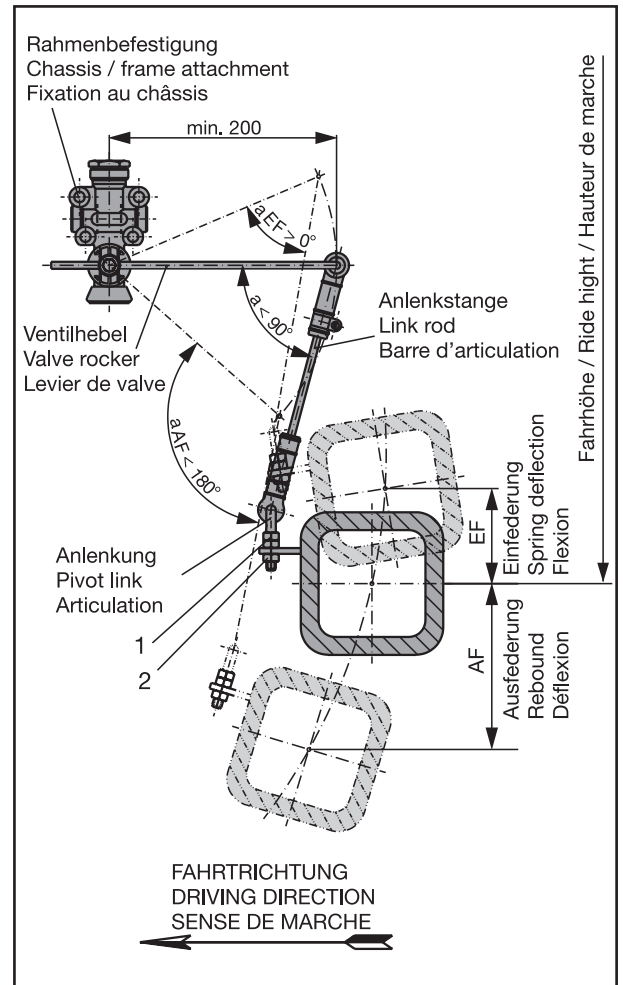 Rahmenbefestigung
Chassis / frame attachment
Fixation au châssis
min. 200
a EF > 0°
a < 90°
Anlenkstange
Link rod
Barre d'articulation
Ventilhebel
Valve rocker
Levier de valve
a AF < 180°
Anlenkung
Pivot link
Articulation
1
2
EF
Einfederung
Spring deflection
Flexion
AF
Ausfederung
Rebound
Déflexion
Fahrhöhe / Ride hight / Hauteur de marche
FAHRTRICHTUNG
DRIVING DIRECTION
SENSE DE MARCHE